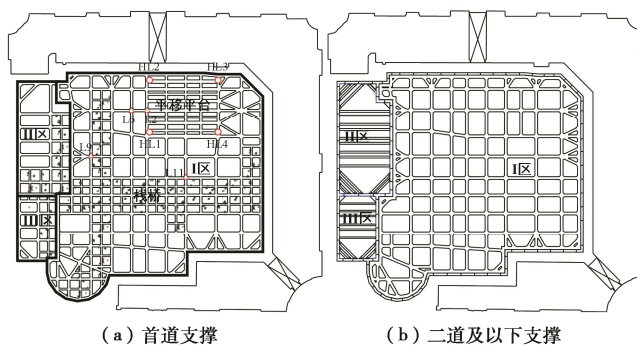 HL2
HL3
平移平台
L6
L2
HL1
HL4
II区
L9
I区
L11
栈桥
III区
(a) 首道支撑
II区
I区
III区
(b) 二道及以下支撑